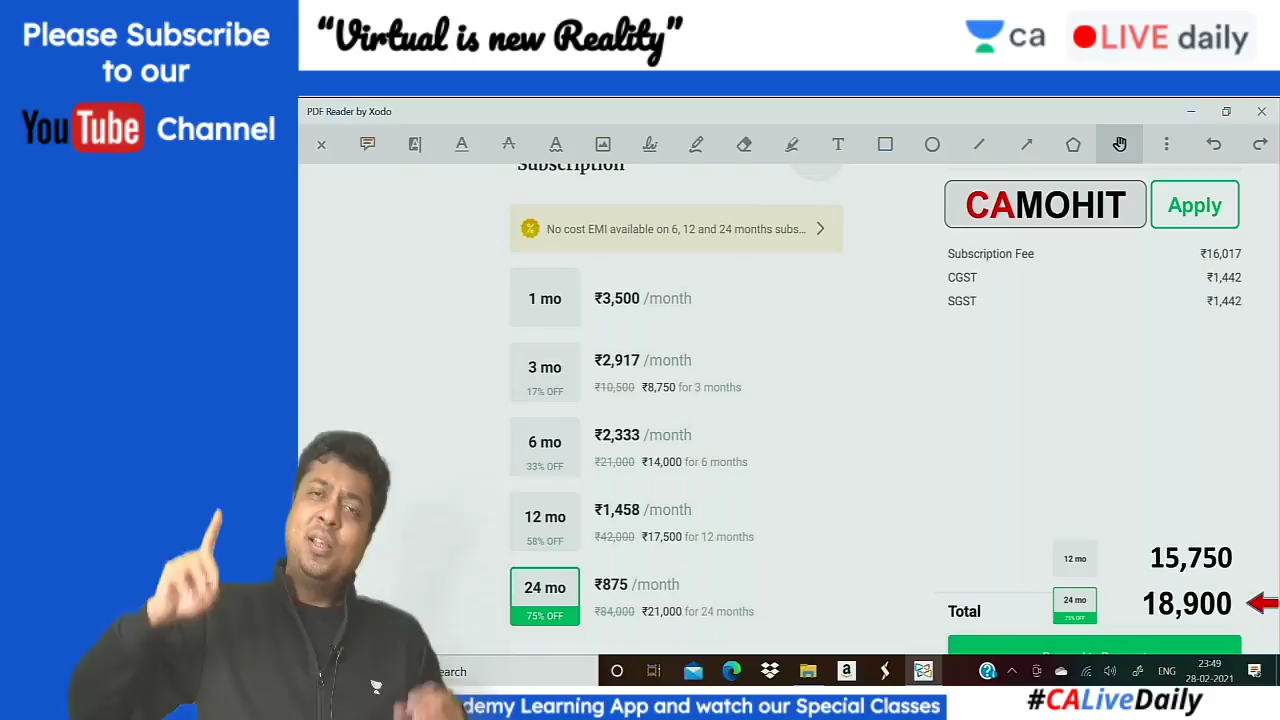 Please Subscribe
to our
YouTube Channel
“Virtual is new Reality”
ca
LIVE daily
PDF Reader by Xodo
Subscription
CAMOHIT
Apply
No cost EMI available on 6, 12 and 24 months subs...
Subscription Fee ₹16,017
CGST ₹1,442
SGST ₹1,442
1 mo ₹3,500 /month
3 mo ₹2,917 /month
17% OFF ₹10,500 ₹8,750 for 3 months
6 mo ₹2,333 /month
33% OFF ₹21,000 ₹14,000 for 6 months
12 mo ₹1,458 /month
58% OFF ₹42,000 ₹17,500 for 12 months
24 mo ₹875 /month
75% OFF ₹84,000 ₹21,000 for 24 months
12 mo 15,750
Total 24 mo 75% OFF 18,900
earch
ENG
23:49
28-02-2021
demy Learning App and watch our Special Classes
#CALiveDaily